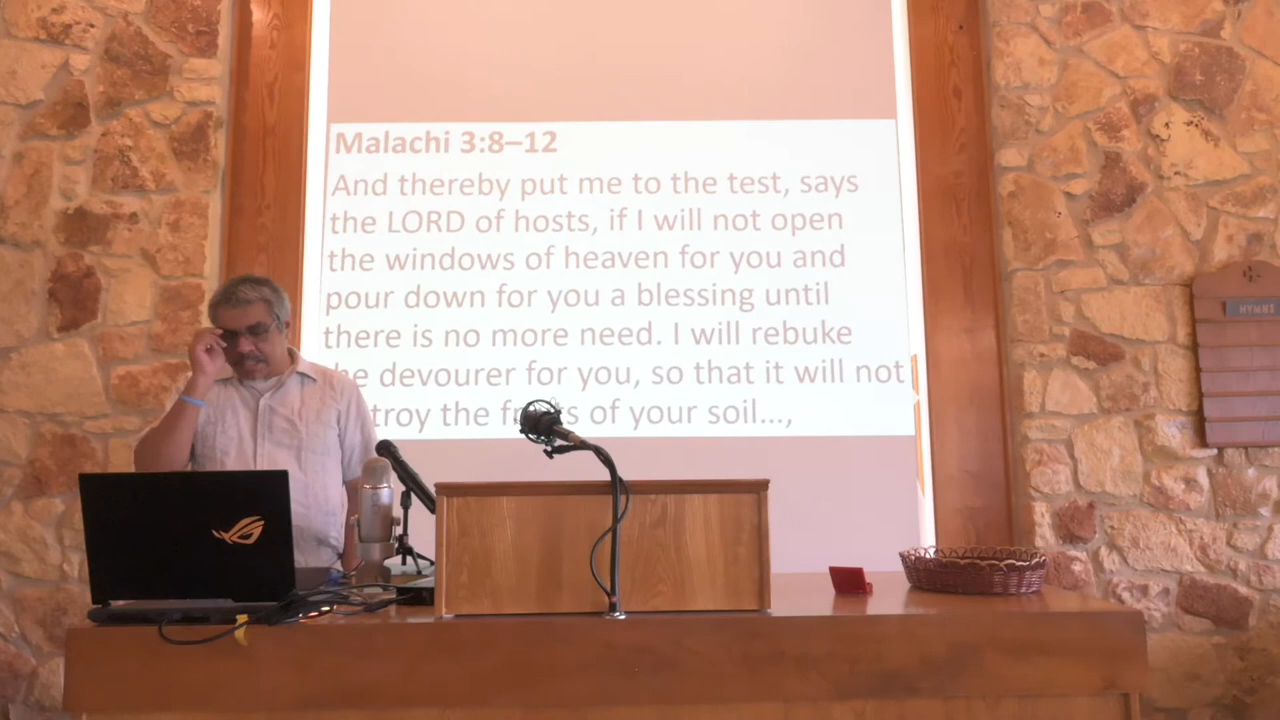 Malachi 3:8–12
And thereby put me to the test, says
the LORD of hosts, if I will not open
the windows of heaven for you and
pour down for you a blessing until
there is no more need. I will rebuke
he devourer for you, so that it will not
troy the of your soil...,
HYMNS